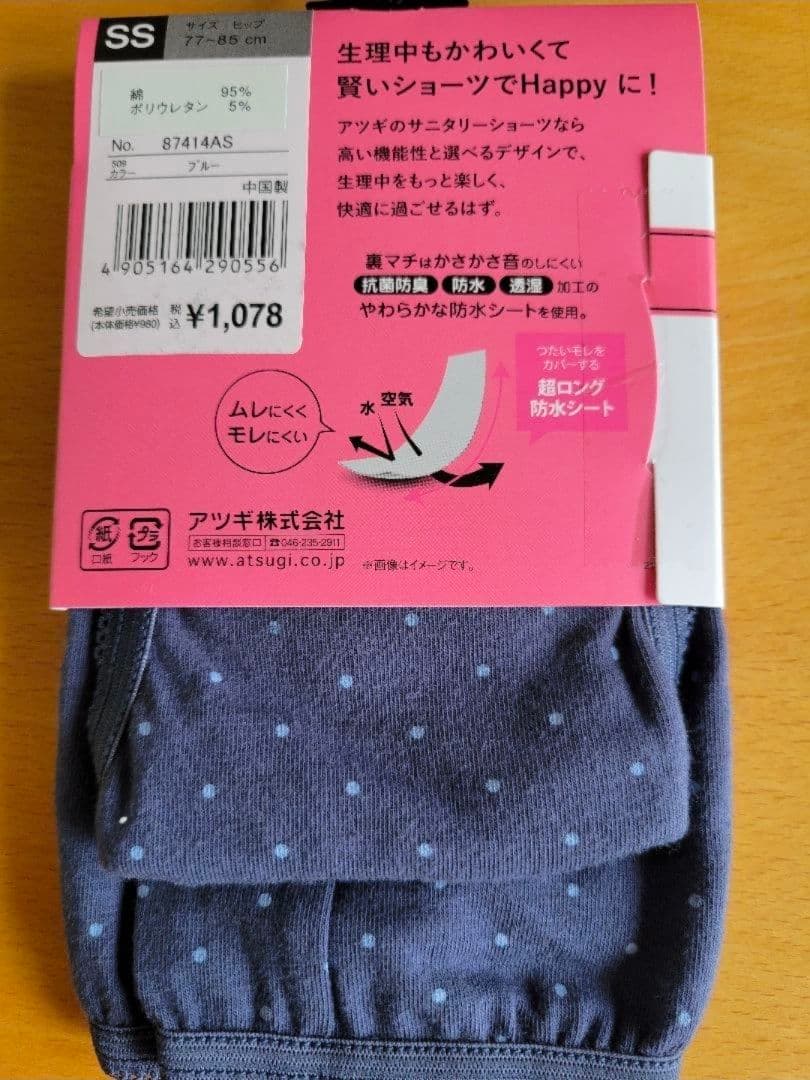 SS
サイズ ヒップ
77~85 cm
綿 95%
ポリウレタン 5%
No. 87414AS
509
カラー ブルー
中国製
4 905164 290556
希望小売価格 税込 ¥1,078
(本体価格¥980)
生理中もかわいくて
賢いショーツでHappy に!
アツギのサニタリーショーツなら
高い機能性と選べるデザインで、
生理中をもっと楽しく、
快適に過ごせるはず。
裏マチはかさかさ音のしにくい
抗菌防臭 防水 透湿 加工の
やわらかな防水シートを使用。
つたいモレを
カバーする
超ロング
防水シート
ムレにくく
モレにくい
水 空気
紙 プラ
口紙 フック
アツギ株式会社
お客様相談窓口 ☎046-235-2911
www.atsugi.co.jp
※画像はイメージです。